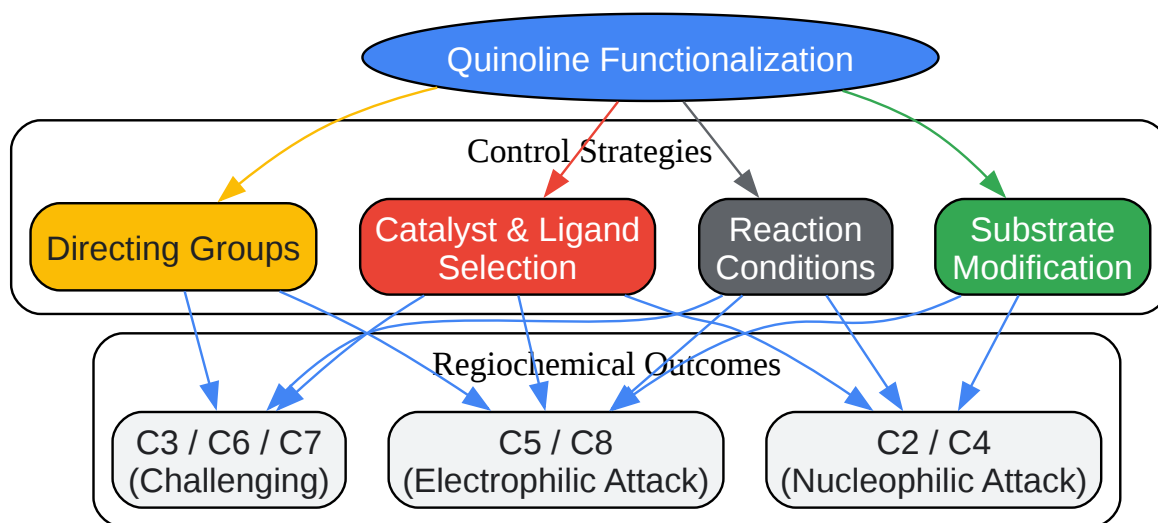 Quinoline Functionalization
Control Strategies
Directing Groups
Catalyst & Ligand
Selection
Reaction
Conditions
Substrate
Modification
Regiochemical Outcomes
C3 / C6 / C7
(Challenging)
C5 / C8
(Electrophilic Attack)
C2 / C4
(Nucleophilic Attack)